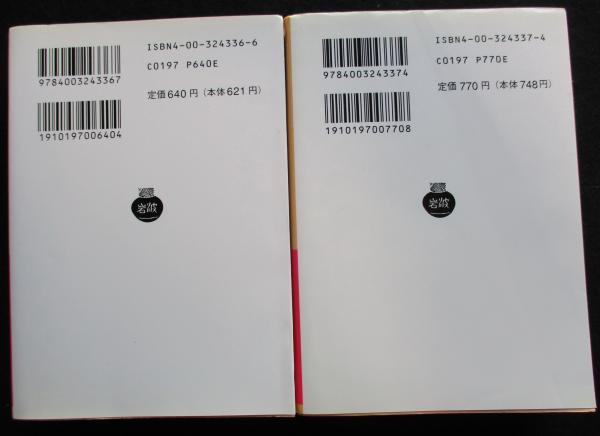 ISBN4-00-324336-6
C0197 P640E
9784003243367
定価640円（本体621円）
1910197006404
岩波
ISBN4-00-324337-4
C0197 P770E
9784003243374
定価770円（本体748円）
1910197007708
岩波